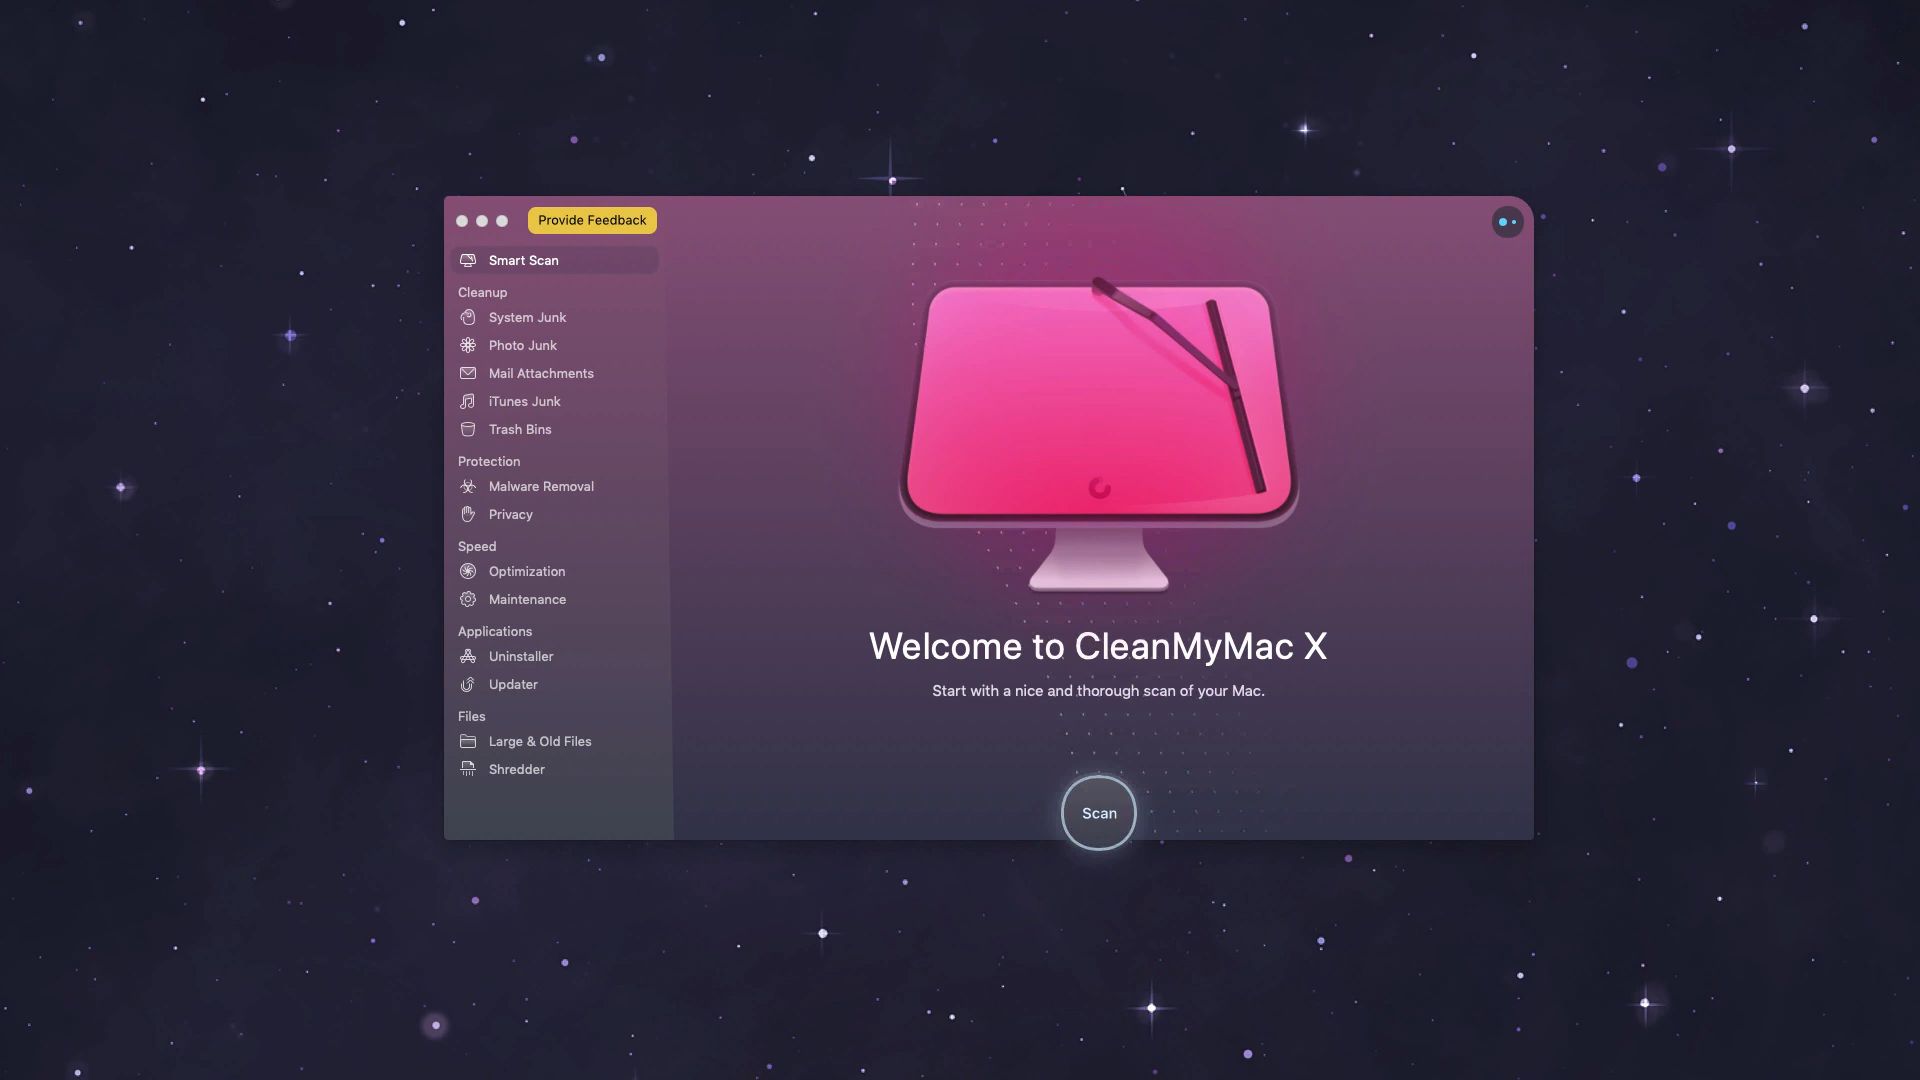 Provide Feedback
Smart Scan
Cleanup
System Junk
Photo Junk
Mail Attachments
iTunes Junk
Trash Bins
Protection
Malware Removal
Privacy
Speed
Optimization
Maintenance
Applications
Uninstaller
Updater
Files
Large & Old Files
Shredder
Welcome to CleanMyMac X
Start with a nice and thorough scan of your Mac.
Scan